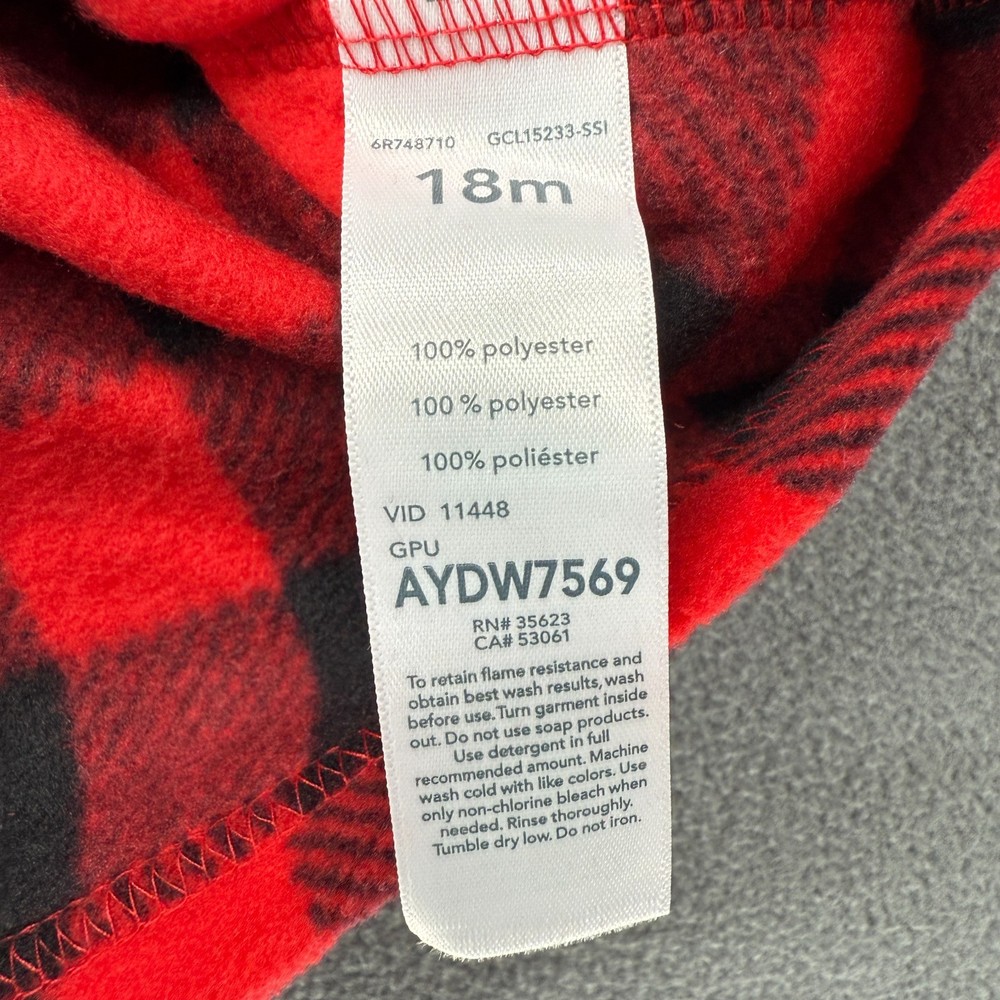 6R748710 GCL15233-SSI
18m
100% polyester
100 % polyester
100% poliéster
VID 11448
GPU
AYDW7569
RN# 35623
CA# 53061
To retain flame resistance and
obtain best wash results, wash
before use. Turn garment inside
out. Do not use soap products.
Use detergent in full
recommended amount. Machine
wash cold with like colors. Use
only non-chlorine bleach when
needed. Rinse thoroughly.
Tumble dry low. Do not iron.